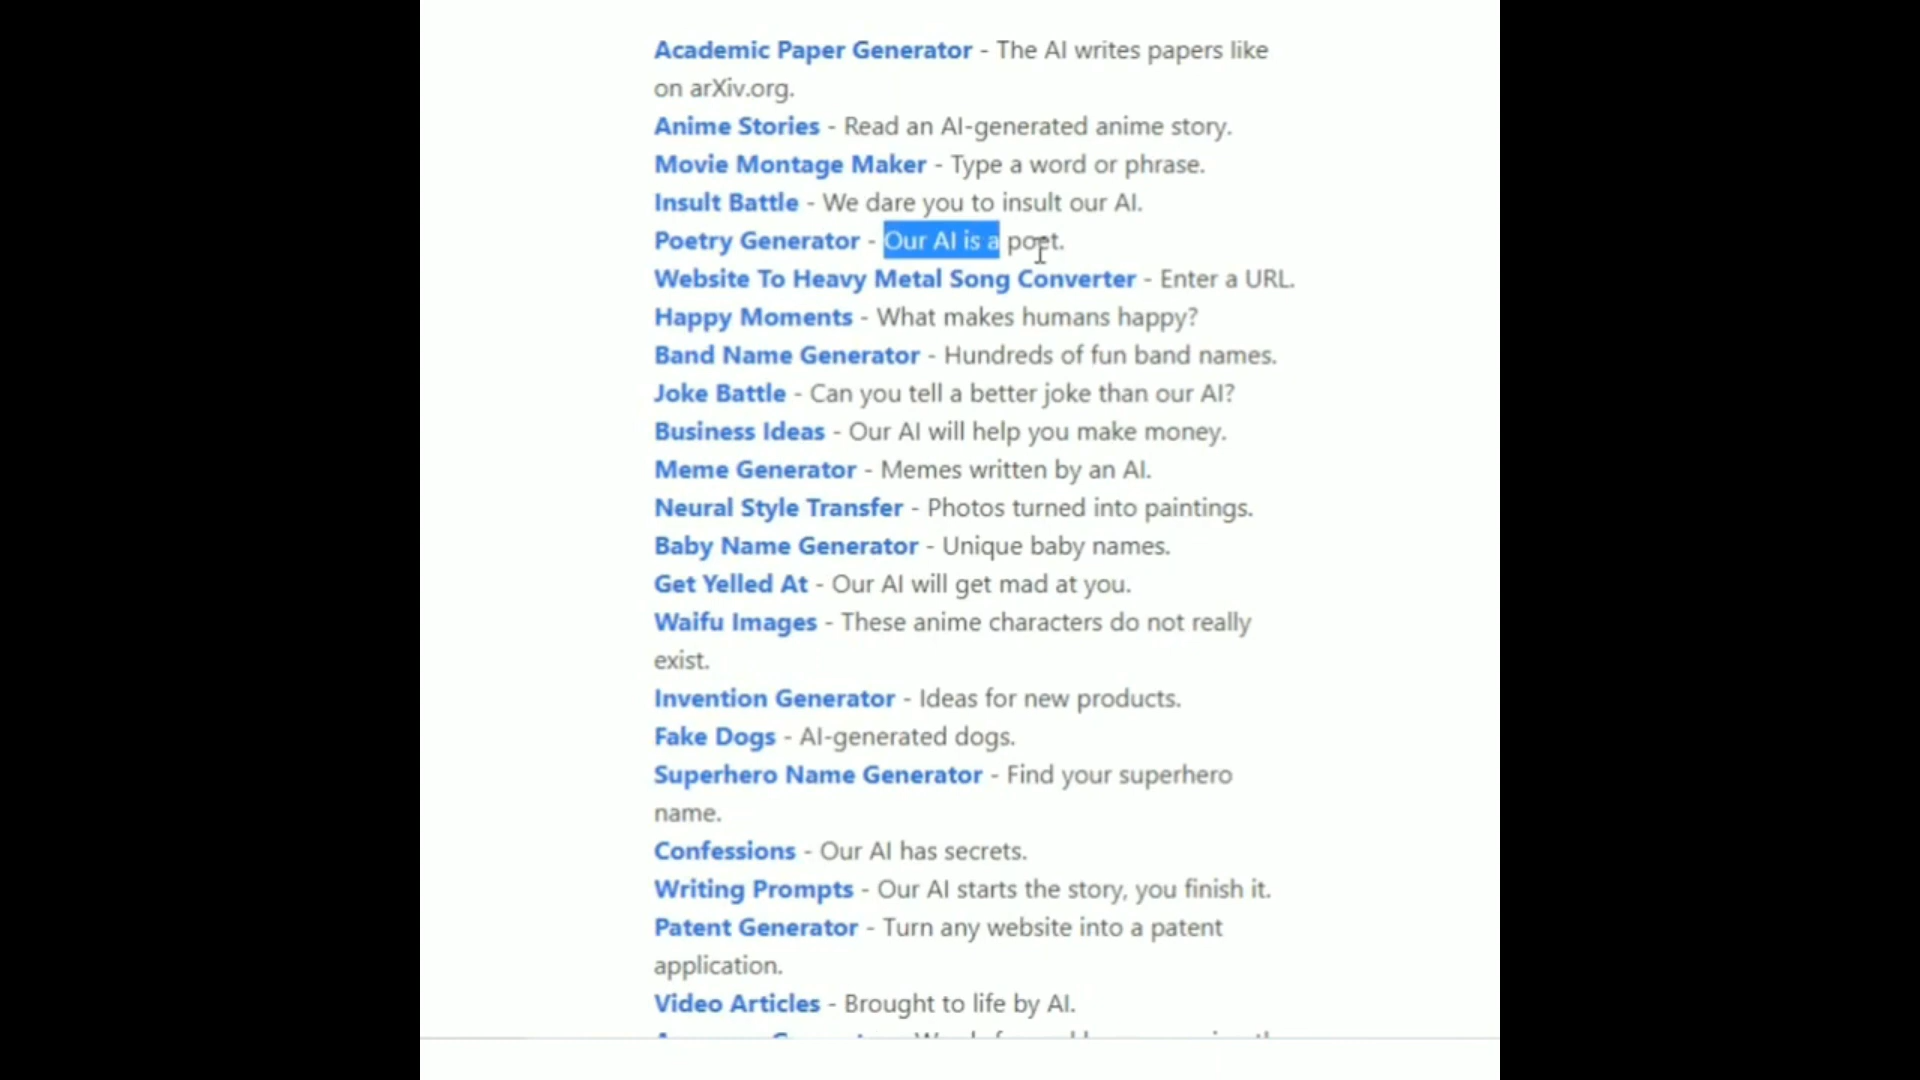 Academic Paper Generator - The AI writes papers like
on arXiv.org.
Anime Stories - Read an AI-generated anime story.
Movie Montage Maker - Type a word or phrase.
Insult Battle - We dare you to insult our AI.
Poetry Generator - Our AI is a poet.
Website To Heavy Metal Song Converter - Enter a URL.
Happy Moments - What makes humans happy?
Band Name Generator - Hundreds of fun band names.
Joke Battle - Can you tell a better joke than our AI?
Business Ideas - Our AI will help you make money.
Meme Generator - Memes written by an AI.
Neural Style Transfer - Photos turned into paintings.
Baby Name Generator - Unique baby names.
Get Yelled At - Our AI will get mad at you.
Waifu Images - These anime characters do not really
exist.
Invention Generator - Ideas for new products.
Fake Dogs - AI-generated dogs.
Superhero Name Generator - Find your superhero
name.
Confessions - Our AI has secrets.
Writing Prompts - Our AI starts the story, you finish it.
Patent Generator - Turn any website into a patent
application.
Video Articles - Brought to life by AI.